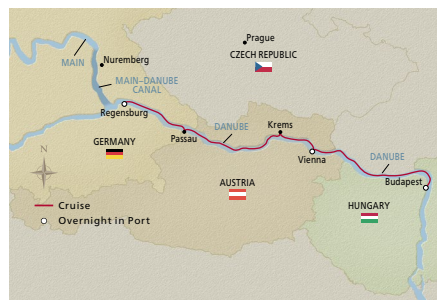 Prague
CZECH REPUBLIC
Nuremberg
MAIN
MAIN–DANUBE
CANAL
Regensburg
GERMANY
Passau
DANUBE
Krems
Vienna
DANUBE
Budapest
AUSTRIA
HUNGARY
N
Cruise
Overnight in Port